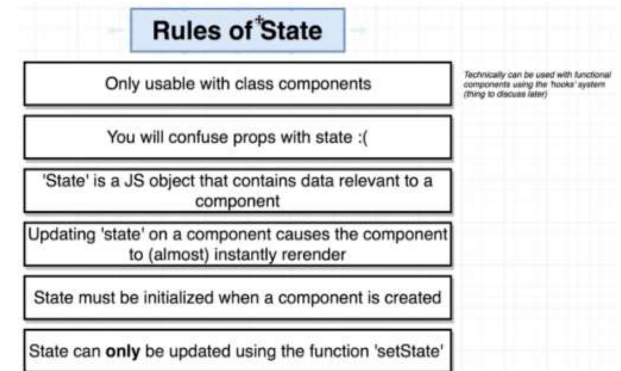 Rules of State
Only usable with class components
Technically can be used with functional
components using the 'hooks' system
(thing to discuss later)
You will confuse props with state :(
'State' is a JS object that contains data relevant to a
component
Updating 'state' on a component causes the component
to (almost) instantly rerender
State must be initialized when a component is created
State can only be updated using the function 'setState'